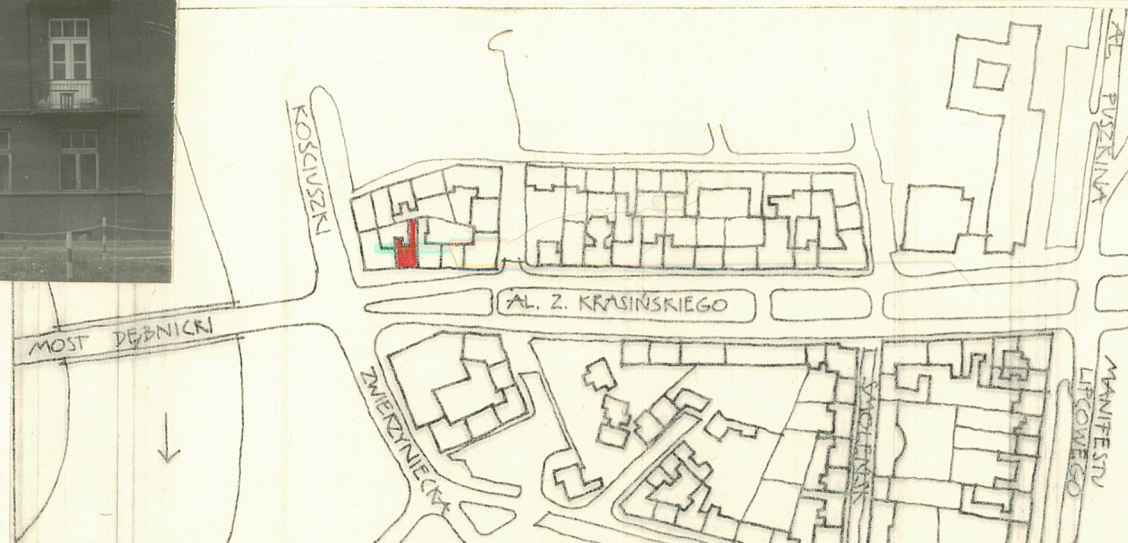 AL. PUSZKINA
KOŚCIUSZKI
AL. Z. KRASIŃSKIEGO
MOST DĘBNICKI
ZWIERZYNIECKA
SMOLEŃSK
MANIFESTU
LIPCOWEGO